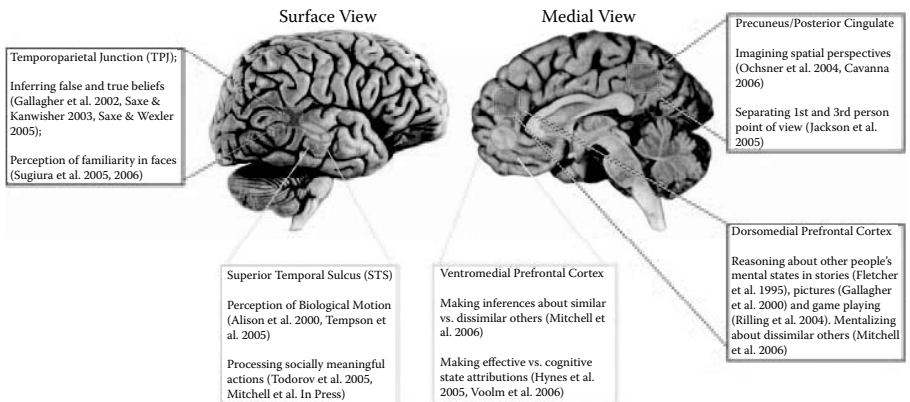 Surface View
Medial View
Temporoparietal Junction (TPJ);
Inferring false and true beliefs
(Gallagher et al. 2002, Saxe &
Kanwisher 2003, Saxe & Wexler
2005);
Perception of familiarity in faces
(Sugiura et al. 2005, 2006)
Precuneus/Posterior Cingulate
Imagining spatial perspectives
(Ochsner et al. 2004, Cavanna
2006)
Separating 1st and 3rd person
point of view (Jackson et al.
2005)
Superior Temporal Sulcus (STS)
Perception of Biological Motion
(Alison et al. 2000, Tempson et
al. 2005)
Processing socially meaningful
actions (Todorov et al. 2005,
Mitchell et al. In Press)
Ventromedial Prefrontal Cortex
Making inferences about similar
vs. dissimilar others (Mitchell et
al. 2006)
Making effective vs. cognitive
state attributions (Hynes et al.
2005, Voolm et al. 2006)
Dorsomedial Prefrontal Cortex
Reasoning about other people's
mental states in stories (Fletcher
et al. 1995), pictures (Gallagher
et al. 2000) and game playing
(Rilling et al. 2004). Mentalizing
about dissimilar others (Mitchell
et al. 2006)